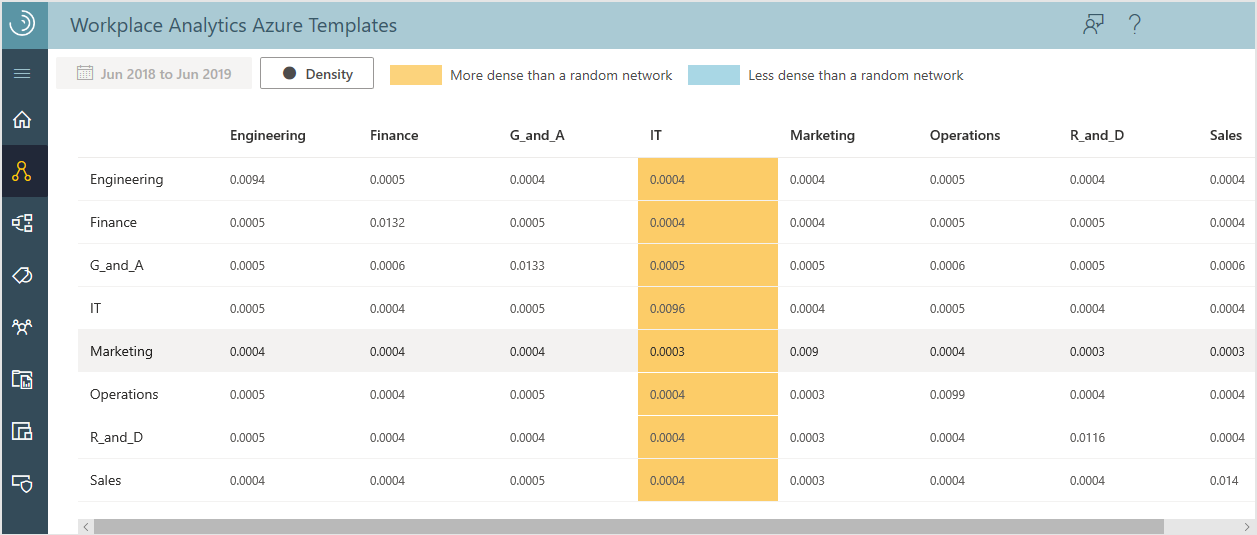 Workplace Analytics Azure Templates
Jun 2018 to Jun 2019 Density More dense than a random network Less dense than a random network
Engineering Finance G_and_A IT Marketing Operations R_and_D Sales
Engineering 0.0094 0.0005 0.0004 0.0004 0.0004 0.0005 0.0004 0.0004
Finance 0.0005 0.0132 0.0005 0.0004 0.0004 0.0005 0.0005 0.0004
G_and_A 0.0005 0.0006 0.0133 0.0005 0.0005 0.0006 0.0005 0.0006
IT 0.0005 0.0004 0.0005 0.0096 0.0004 0.0005 0.0004 0.0004
Marketing 0.0004 0.0004 0.0004 0.0003 0.009 0.0004 0.0003 0.0003
Operations 0.0005 0.0004 0.0005 0.0004 0.0003 0.0099 0.0004 0.0004
R_and_D 0.0005 0.0004 0.0004 0.0004 0.0003 0.0004 0.0116 0.0004
Sales 0.0004 0.0004 0.0005 0.0004 0.0003 0.0004 0.0004 0.014